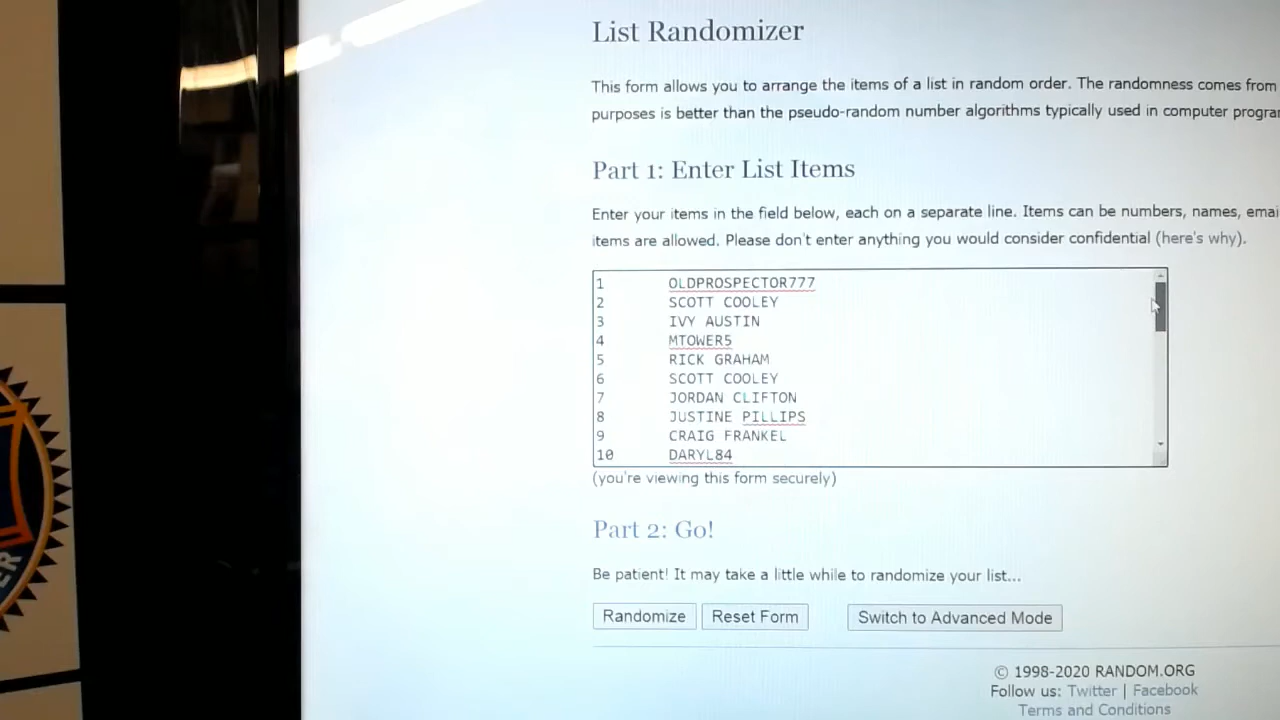 List Randomizer
This form allows you to arrange the items of a list in random order. The randomness comes from
purposes is better than the pseudo-random number algorithms typically used in computer
Part 1: Enter List Items
Enter your items in the field below, each on a separate line. Items can be numbers, names,
items are allowed. Please don't enter anything you would consider confidential (here's why).
1 OLDPROSPECTOR777
2 SCOTT COOLEY
3 IVY AUSTIN
4 MTOWER5
5 RICK GRAHAM
6 SCOTT COOLEY
7 JORDAN CLIFTON
8 JUSTINE PILLIPS
9 CRAIG FRANKEL
10 DARYL84
(you're viewing this form securely)
Part 2: Go!
Be patient! It may take a little while to randomize your list...
Randomize Reset Form Switch to Advanced Mode
© 1998-2020 RANDOM.ORG
Follow us: Twitter | Facebook
Terms and Conditions